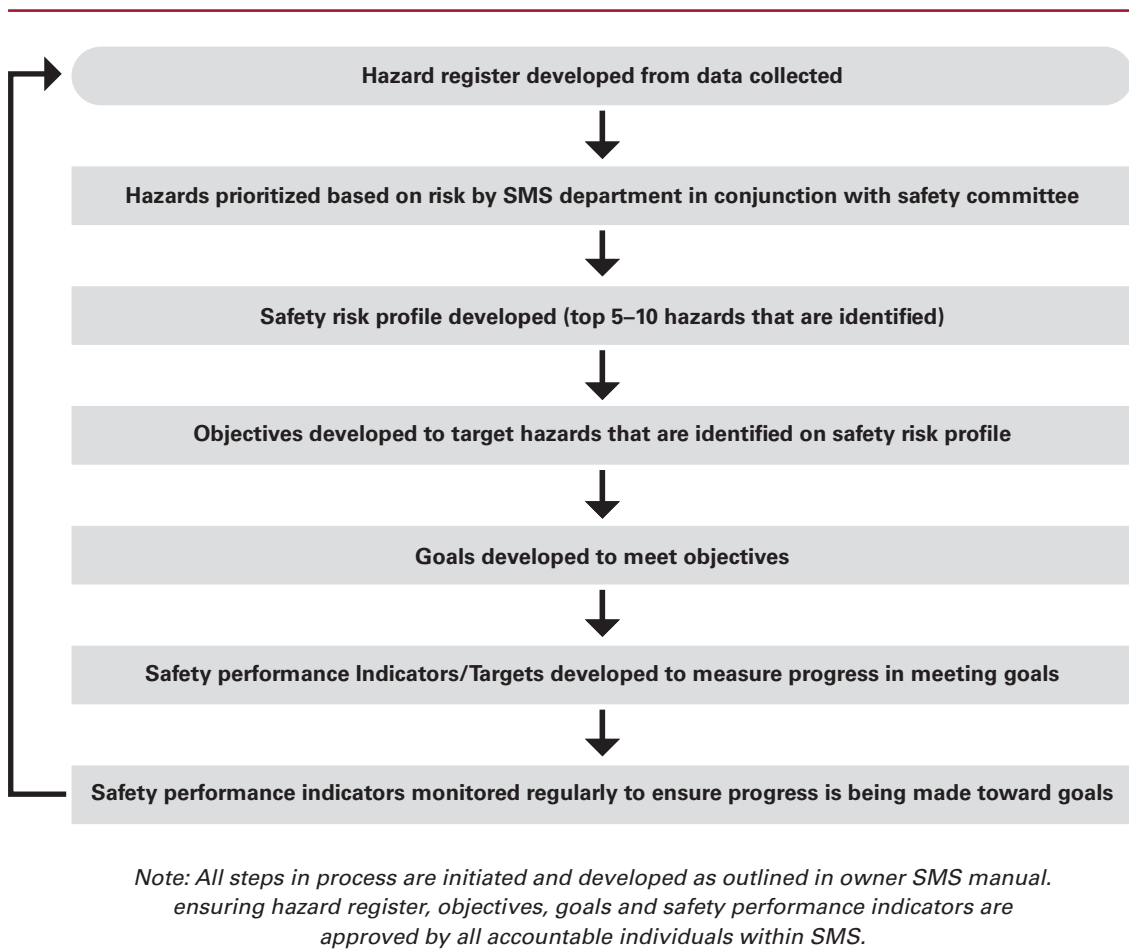 Hazard register developed from data collected
Hazards prioritized based on risk by SMS department in conjunction with safety committee
Safety risk profile developed (top 5–10 hazards that are identified)
Objectives developed to target hazards that are identified on safety risk profile
Goals developed to meet objectives
Safety performance Indicators/Targets developed to measure progress in meeting goals
Safety performance indicators monitored regularly to ensure progress is being made toward goals
Note: All steps in process are initiated and developed as outlined in owner SMS manual.
ensuring hazard register, objectives, goals and safety performance indicators are
approved by all accountable individuals within SMS.